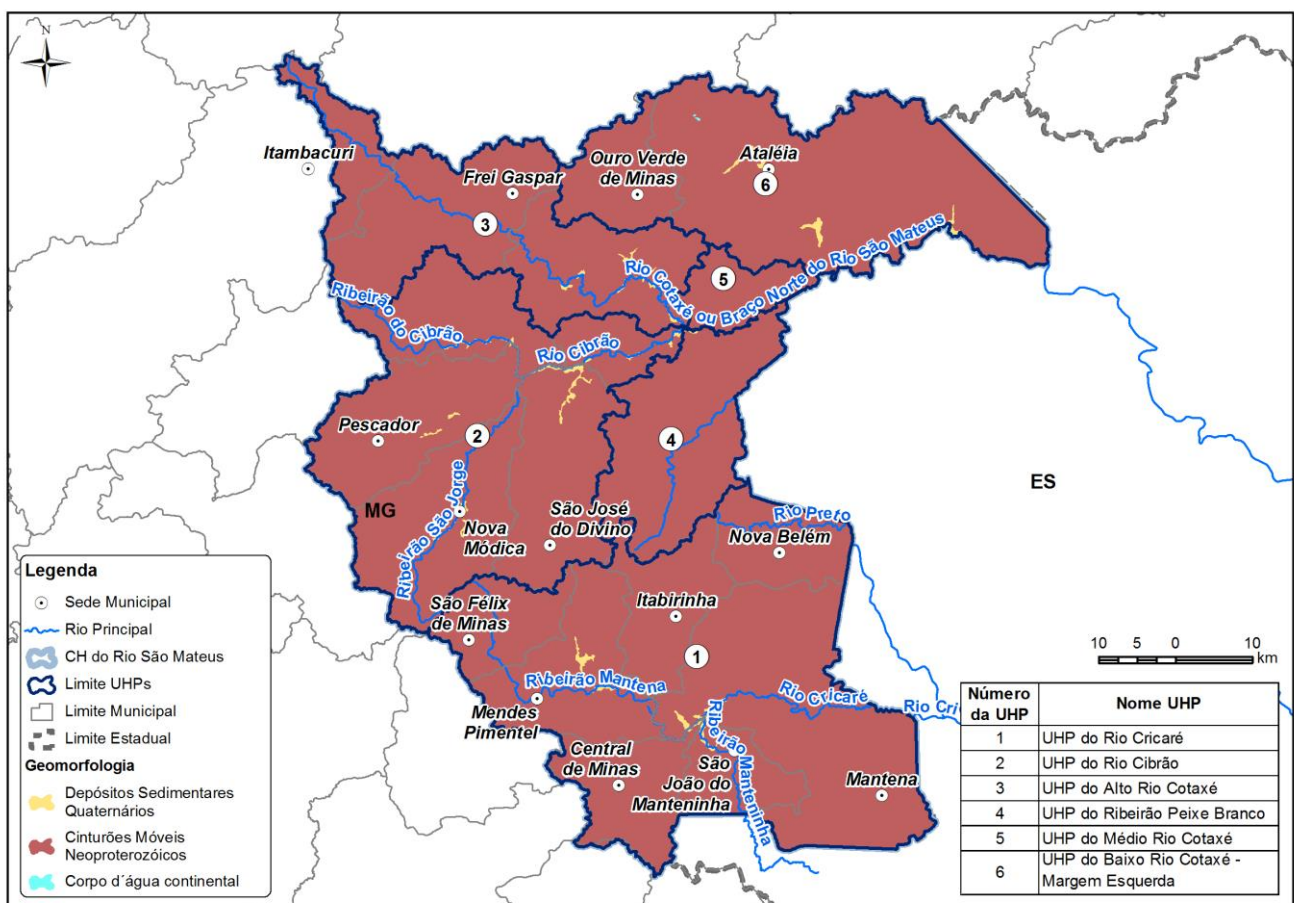 N
Itambacuri
Frei Gaspar
Ouro Verde
de Minas
Ataléia
6
3
5
Rio Cotaxé ou Braço Norte do Rio São Mateus
Ribeirão do Cibrão
Rio Cibrão
Pescador
2
4
ES
MG
Ribeirão São Jorge
Nova
Módica
São José
do Divino
Rio Preto
Nova Belém
São Félix
de Minas
Itabirinha
1
Ribeirão Mantena
Rio Cricaré
Rio Cri
Mendes
Pimentel
Ribeirão Manteninha
Central
de Minas
São
João do
Manteninha
Mantena
10 5 0 10
km
Legenda
Sede Municipal
Rio Principal
CH do Rio São Mateus
Limite UHPs
Limite Municipal
Limite Estadual
Geomorfologia
Depósitos Sedimentares
Quaternários
Cinturões Móveis
Neoproterozóicos
Corpo d´água continental
Número
da UHP
Nome UHP
1 UHP do Rio Cricaré
2 UHP do Rio Cibrão
3 UHP do Alto Rio Cotaxé
4 UHP do Ribeirão Peixe Branco
5 UHP do Médio Rio Cotaxé
6 UHP do Baixo Rio Cotaxé -
Margem Esquerda